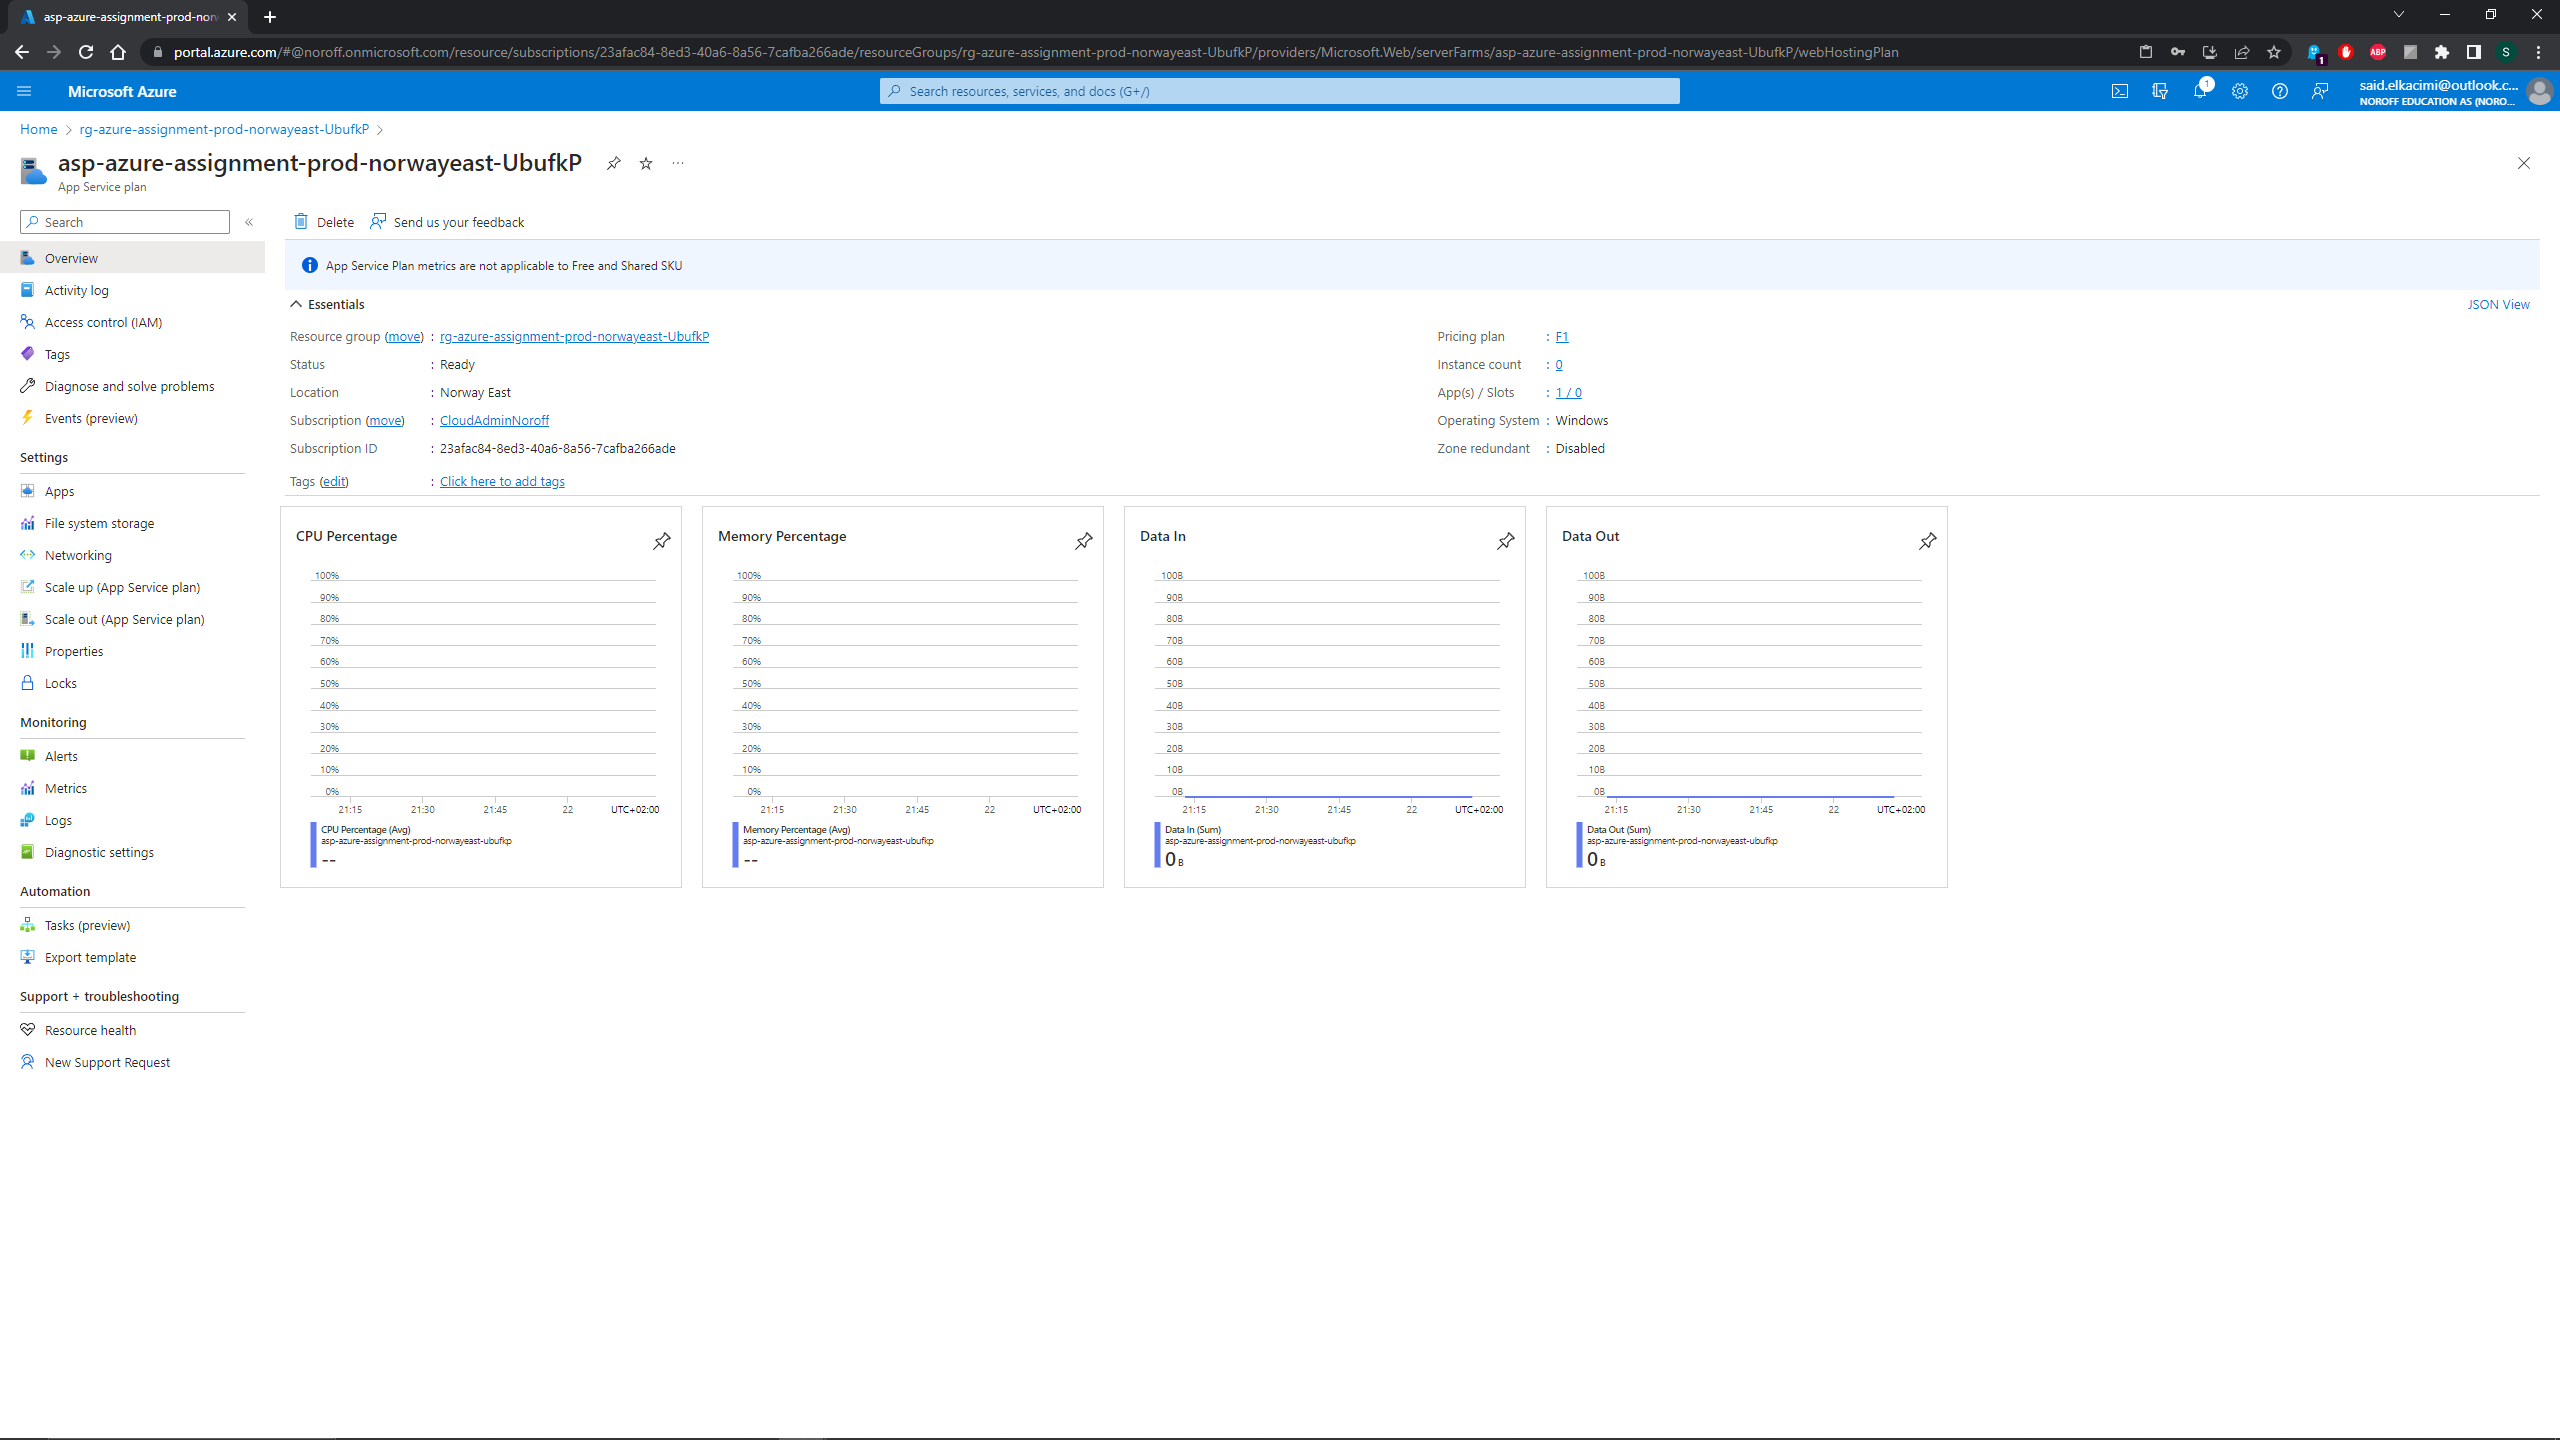 asp-azure-assignment-prod-nor
portal.azure.com/#@noroff.onmicrosoft.com/resource/subscriptions/23afac84-8ed3-40a6-8a56-7cafba266ade/resourceGroups/rg-azure-assignment-prod-norwayeast-UbufkP/providers/Microsoft.Web/serverFarms/asp-azure-assignment-prod-norwayeast-UbufkP/webHostingPlan
1
ABP
S
Microsoft Azure
Search resources, services, and docs (G+/)
1
said.elkacimi@outlook.c...
NOROFF EDUCATION AS (NORO...
Home > rg-azure-assignment-prod-norwayeast-UbufkP >
asp-azure-assignment-prod-norwayeast-UbufkP
App Service plan
Search
Overview
Activity log
Access control (IAM)
Tags
Diagnose and solve problems
Events (preview)
Settings
Apps
File system storage
Networking
Scale up (App Service plan)
Scale out (App Service plan)
Properties
Locks
Monitoring
Alerts
Metrics
Logs
Diagnostic settings
Automation
Tasks (preview)
Export template
Support + troubleshooting
Resource health
New Support Request
Delete
Send us your feedback
App Service Plan metrics are not applicable to Free and Shared SKU
Essentials
JSON View
Resource group (move) : rg-azure-assignment-prod-norwayeast-UbufkP
Status : Ready
Location : Norway East
Subscription (move) : CloudAdminNoroff
Subscription ID : 23afac84-8ed3-40a6-8a56-7cafba266ade
Tags (edit) : Click here to add tags
Pricing plan : F1
Instance count : 0
App(s) / Slots : 1 / 0
Operating System : Windows
Zone redundant : Disabled
CPU Percentage
100%
90%
80%
70%
60%
50%
40%
30%
20%
10%
0%
21:15 21:30 21:45 22 UTC+02:00
CPU Percentage (Avg)
asp-azure-assignment-prod-norwayeast-ubufkp
--
Memory Percentage
100%
90%
80%
70%
60%
50%
40%
30%
20%
10%
0%
21:15 21:30 21:45 22 UTC+02:00
Memory Percentage (Avg)
asp-azure-assignment-prod-norwayeast-ubufkp
--
Data In
100B
90B
80B
70B
60B
50B
40B
30B
20B
10B
0B
21:15 21:30 21:45 22 UTC+02:00
Data In (Sum)
asp-azure-assignment-prod-norwayeast-ubufkp
0 B
Data Out
100B
90B
80B
70B
60B
50B
40B
30B
20B
10B
0B
21:15 21:30 21:45 22 UTC+02:00
Data Out (Sum)
asp-azure-assignment-prod-norwayeast-ubufkp
0 B